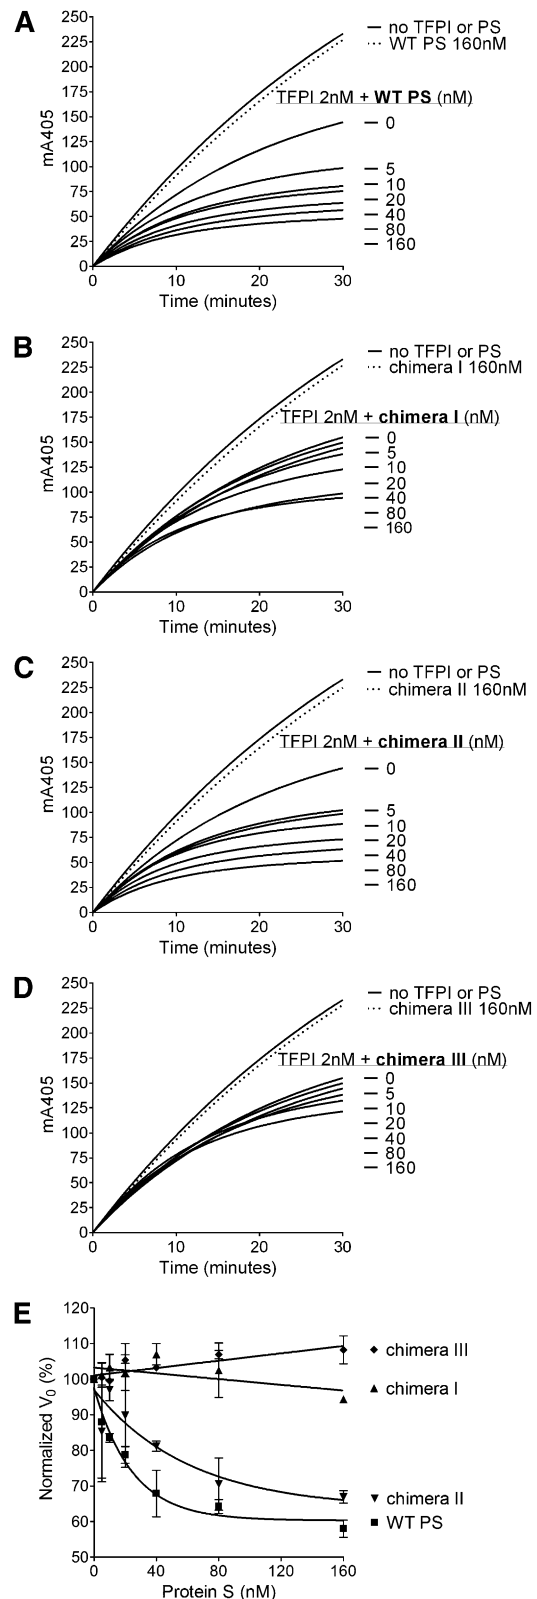 A
250
225
200
175
150
125
100
75
50
25
0
mA405
0 10 20 30
Time (minutes)
no TFPI or PS
WT PS 160nM
TFPI 2nM + WT PS (nM)
0
5
10
20
40
80
160
B
250
225
200
175
150
125
100
75
50
25
0
mA405
0 10 20 30
Time (minutes)
no TFPI or PS
chimera I 160nM
TFPI 2nM + chimera I (nM)
0
5
10
20
40
80
160
C
250
225
200
175
150
125
100
75
50
25
0
mA405
0 10 20 30
Time (minutes)
no TFPI or PS
chimera II 160nM
TFPI 2nM + chimera II (nM)
0
5
10
20
40
80
160
D
250
225
200
175
150
125
100
75
50
25
0
mA405
0 10 20 30
Time (minutes)
no TFPI or PS
chimera III 160nM
TFPI 2nM + chimera III (nM)
0
5
10
20
40
80
160
E
120
110
100
90
80
70
60
50
Normalized V0 (%)
0 40 80 120 160
Protein S (nM)
chimera III
chimera I
chimera II
WT PS